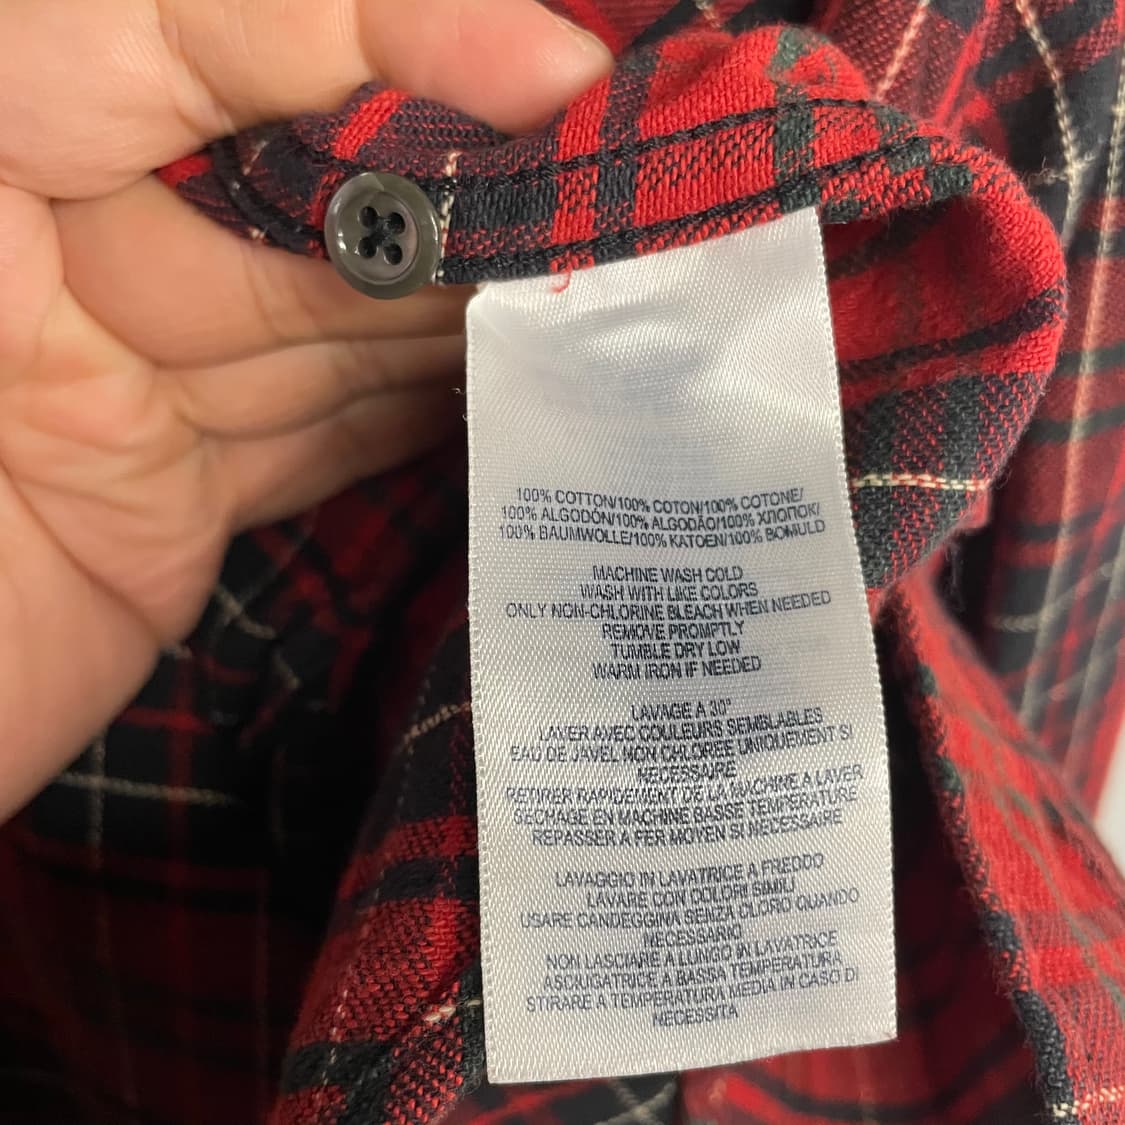 100% COTTON/100% COTON/100% COTONE/
100% ALGODÓN/100% ALGODÃO/100% ХЛОПОК/
100% BAUMWOLLE/100% KATOEN/100% BOMULD
MACHINE WASH COLD
WASH WITH LIKE COLORS
ONLY NON-CHLORINE BLEACH WHEN NEEDED
REMOVE PROMPTLY
TUMBLE DRY LOW
WARM IRON IF NEEDED
LAVAGE A 30°
LAVER AVEC COULEURS SEMBLABLES
EAU DE JAVEL NON CHLOREE UNIQUEMENT SI
NECESSAIRE
RETIRER RAPIDEMENT DE LA MACHINE A LAVER
SECHAGE EN MACHINE BASSE TEMPERATURE
REPASSER A FER MOYEN SI NECESSAIRE
LAVAGGIO IN LAVATRICE A FREDDO
LAVARE CON COLORI SIMILI
USARE CANDEGGINA SENZA CLORO QUANDO
NECESSARIO
NON LASCIARE A LUNGO IN LAVATRICE
ASCIUGATRICE A BASSA TEMPERATURA
STIRARE A TEMPERATURA MEDIA IN CASO DI
NECESSITA